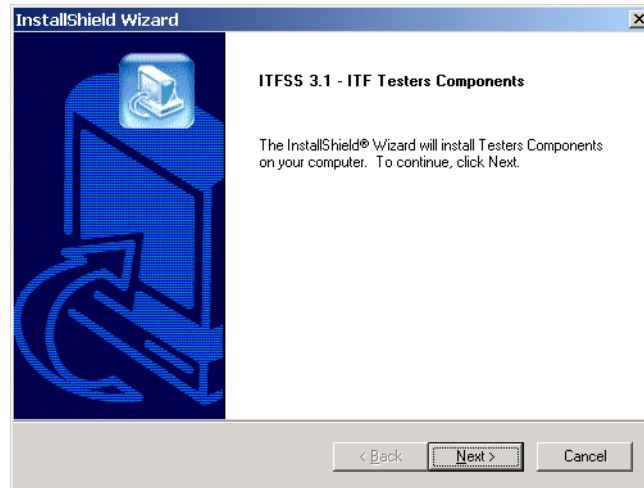 InstallShield Wizard
ITFSS 3.1 - ITF Testers Components
The InstallShield® Wizard will install Testers Components
on your computer. To continue, click Next.
< Back
Next >
Cancel